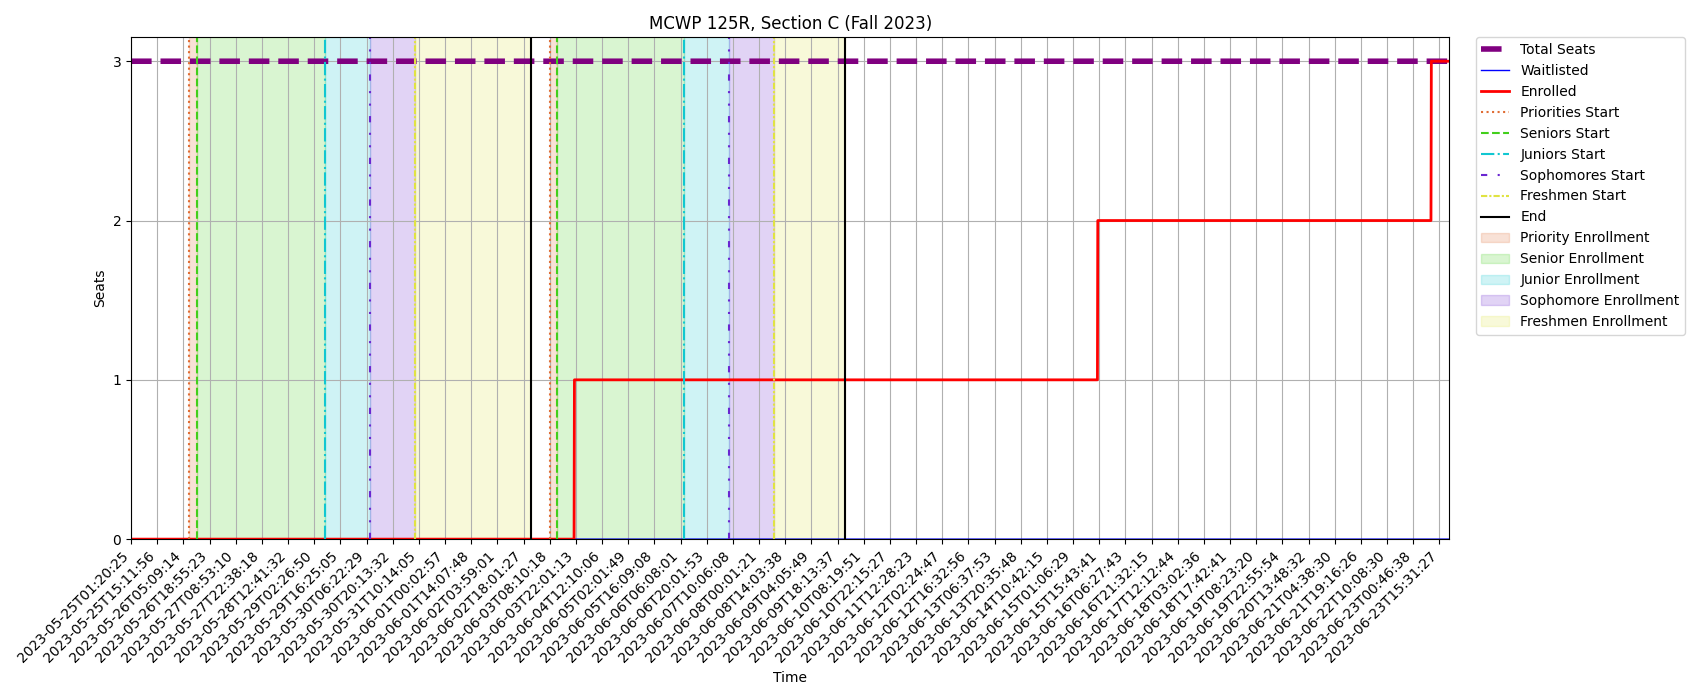 MCWP 125R, Section C (Fall 2023)
Seats
3
2
1
0
2023-05-25T01:20:25
2023-05-25T15:11:56
2023-05-26T05:09:14
2023-05-26T18:55:23
2023-05-27T08:53:10
2023-05-27T22:38:18
2023-05-28T12:41:32
2023-05-29T02:26:50
2023-05-29T16:25:05
2023-05-30T06:22:29
2023-05-30T20:13:32
2023-05-31T10:14:05
2023-06-01T00:02:57
2023-06-01T14:07:48
2023-06-02T03:59:01
2023-06-02T18:01:27
2023-06-03T08:10:18
2023-06-03T22:01:13
2023-06-04T12:10:06
2023-06-05T02:01:49
2023-06-05T16:09:08
2023-06-06T06:08:01
2023-06-06T20:01:53
2023-06-07T10:06:08
2023-06-08T00:01:21
2023-06-08T14:03:38
2023-06-09T04:05:49
2023-06-09T18:13:37
2023-06-10T08:19:51
2023-06-10T22:15:27
2023-06-11T12:28:23
2023-06-12T02:24:47
2023-06-12T16:32:56
2023-06-13T06:37:53
2023-06-13T20:35:48
2023-06-14T10:42:15
2023-06-15T01:06:29
2023-06-15T15:43:41
2023-06-16T06:27:43
2023-06-16T21:32:15
2023-06-17T12:12:44
2023-06-18T03:02:36
2023-06-18T17:42:41
2023-06-19T08:23:20
2023-06-19T22:55:54
2023-06-20T13:48:32
2023-06-21T04:38:30
2023-06-21T19:16:26
2023-06-22T10:08:30
2023-06-23T00:46:38
2023-06-23T15:31:27
Time
Total Seats
Waitlisted
Enrolled
Priorities Start
Seniors Start
Juniors Start
Sophomores Start
Freshmen Start
End
Priority Enrollment
Senior Enrollment
Junior Enrollment
Sophomore Enrollment
Freshmen Enrollment